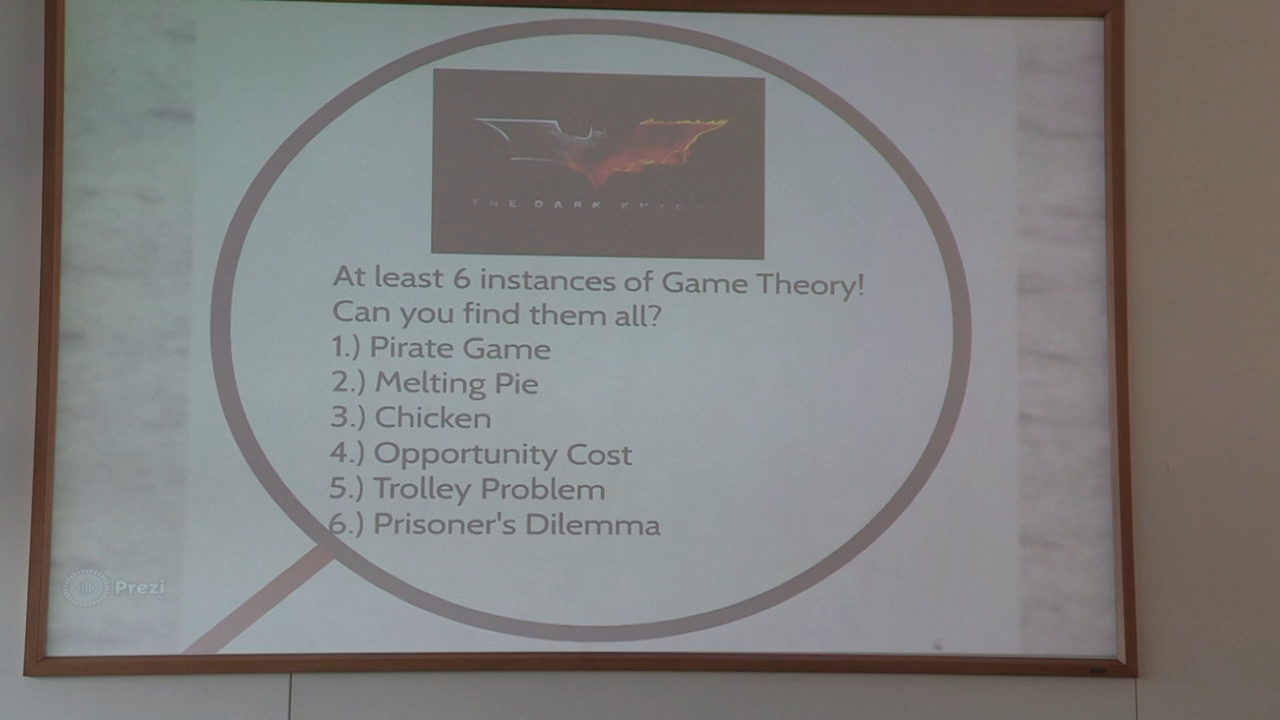 THE DARK KNIGHT
At least 6 instances of Game Theory!
Can you find them all?
1.) Pirate Game
2.) Melting Pie
3.) Chicken
4.) Opportunity Cost
5.) Trolley Problem
6.) Prisoner's Dilemma
Prezi